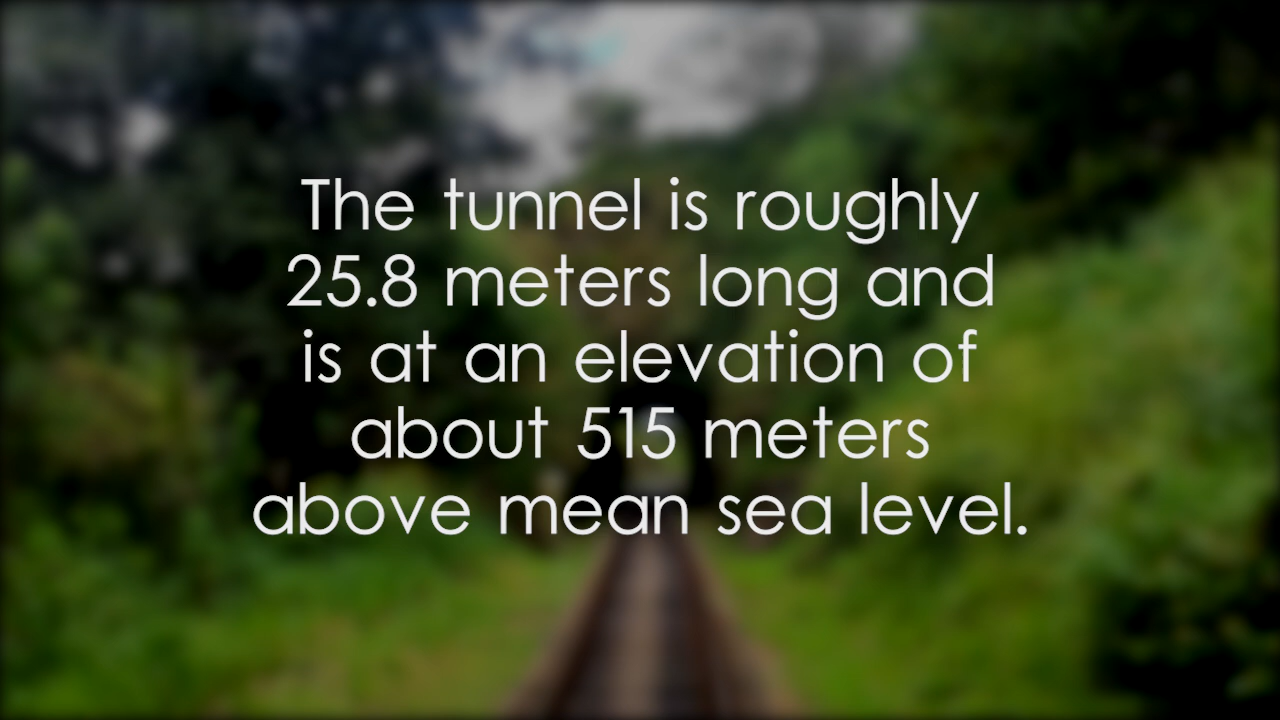 The tunnel is roughly
25.8 meters long and
is at an elevation of
about 515 meters
above mean sea level.